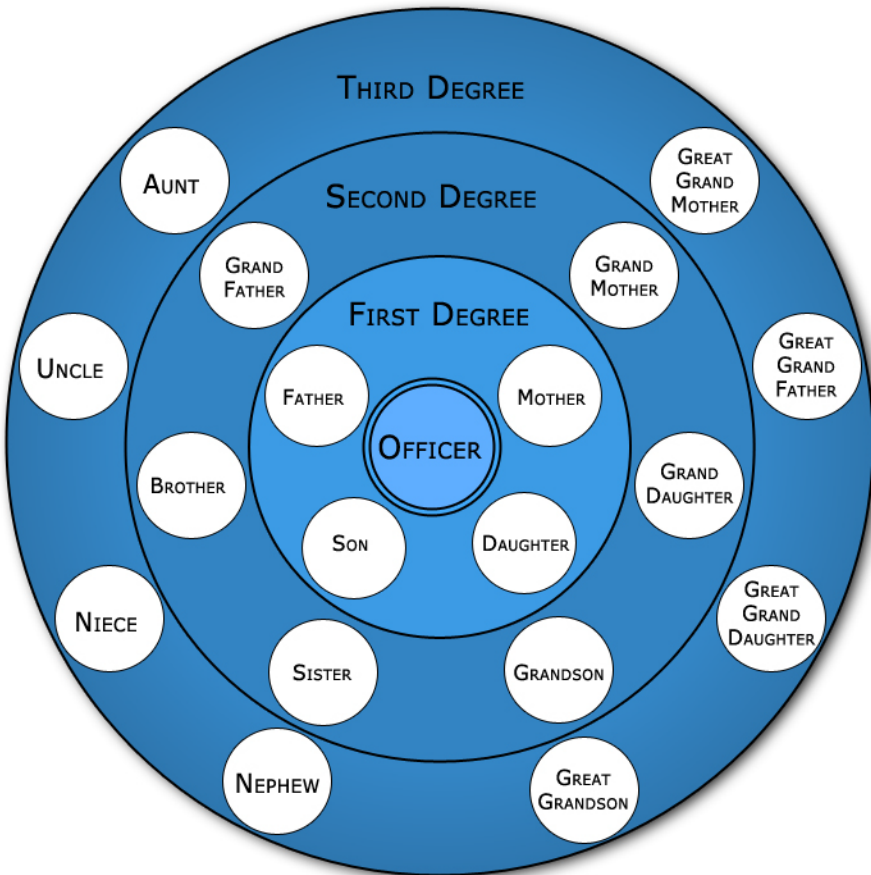 Third Degree
Aunt
Great
Grand
Mother
Second Degree
Grand
Father
Grand
Mother
First Degree
Uncle
Great
Grand
Father
Father
Mother
Officer
Brother
Grand
Daughter
Son
Daughter
Niece
Great
Grand
Daughter
Sister
Grandson
Nephew
Great
Grandson